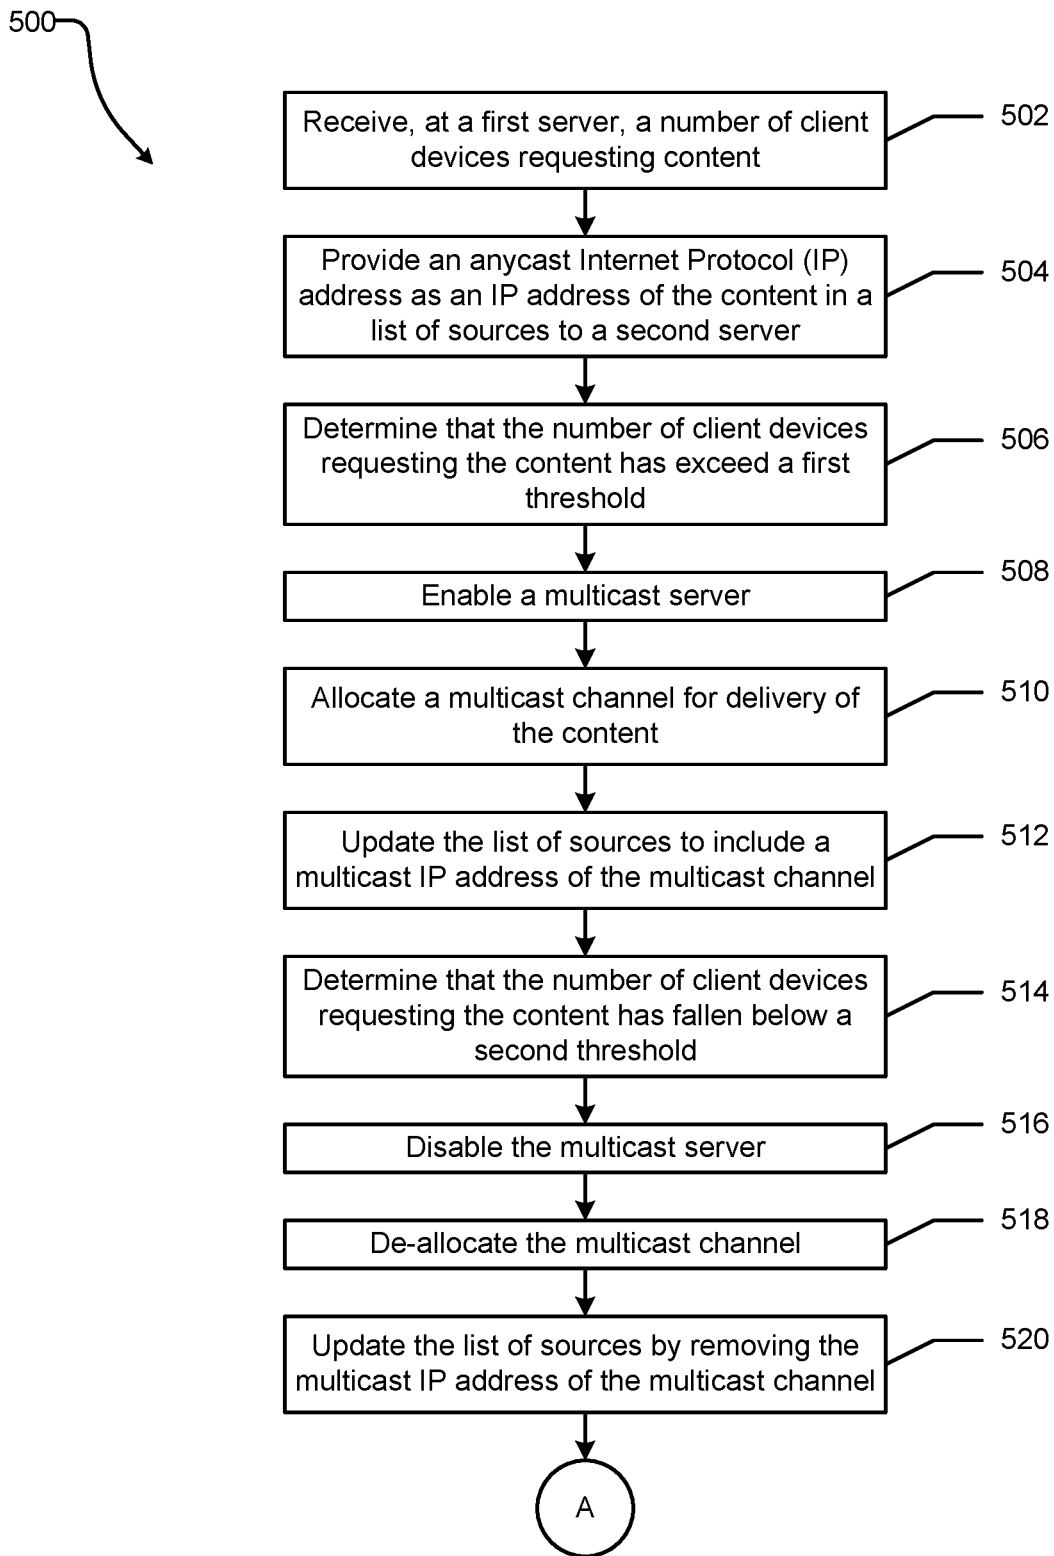 500
Receive, at a first server, a number of client
devices requesting content
502
Provide an anycast Internet Protocol (IP)
address as an IP address of the content in a
list of sources to a second server
504
Determine that the number of client devices
requesting the content has exceed a first
threshold
506
Enable a multicast server
508
Allocate a multicast channel for delivery of
the content
510
Update the list of sources to include a
multicast IP address of the multicast channel
512
Determine that the number of client devices
requesting the content has fallen below a
second threshold
514
Disable the multicast server
516
De-allocate the multicast channel
518
Update the list of sources by removing the
multicast IP address of the multicast channel
520
A